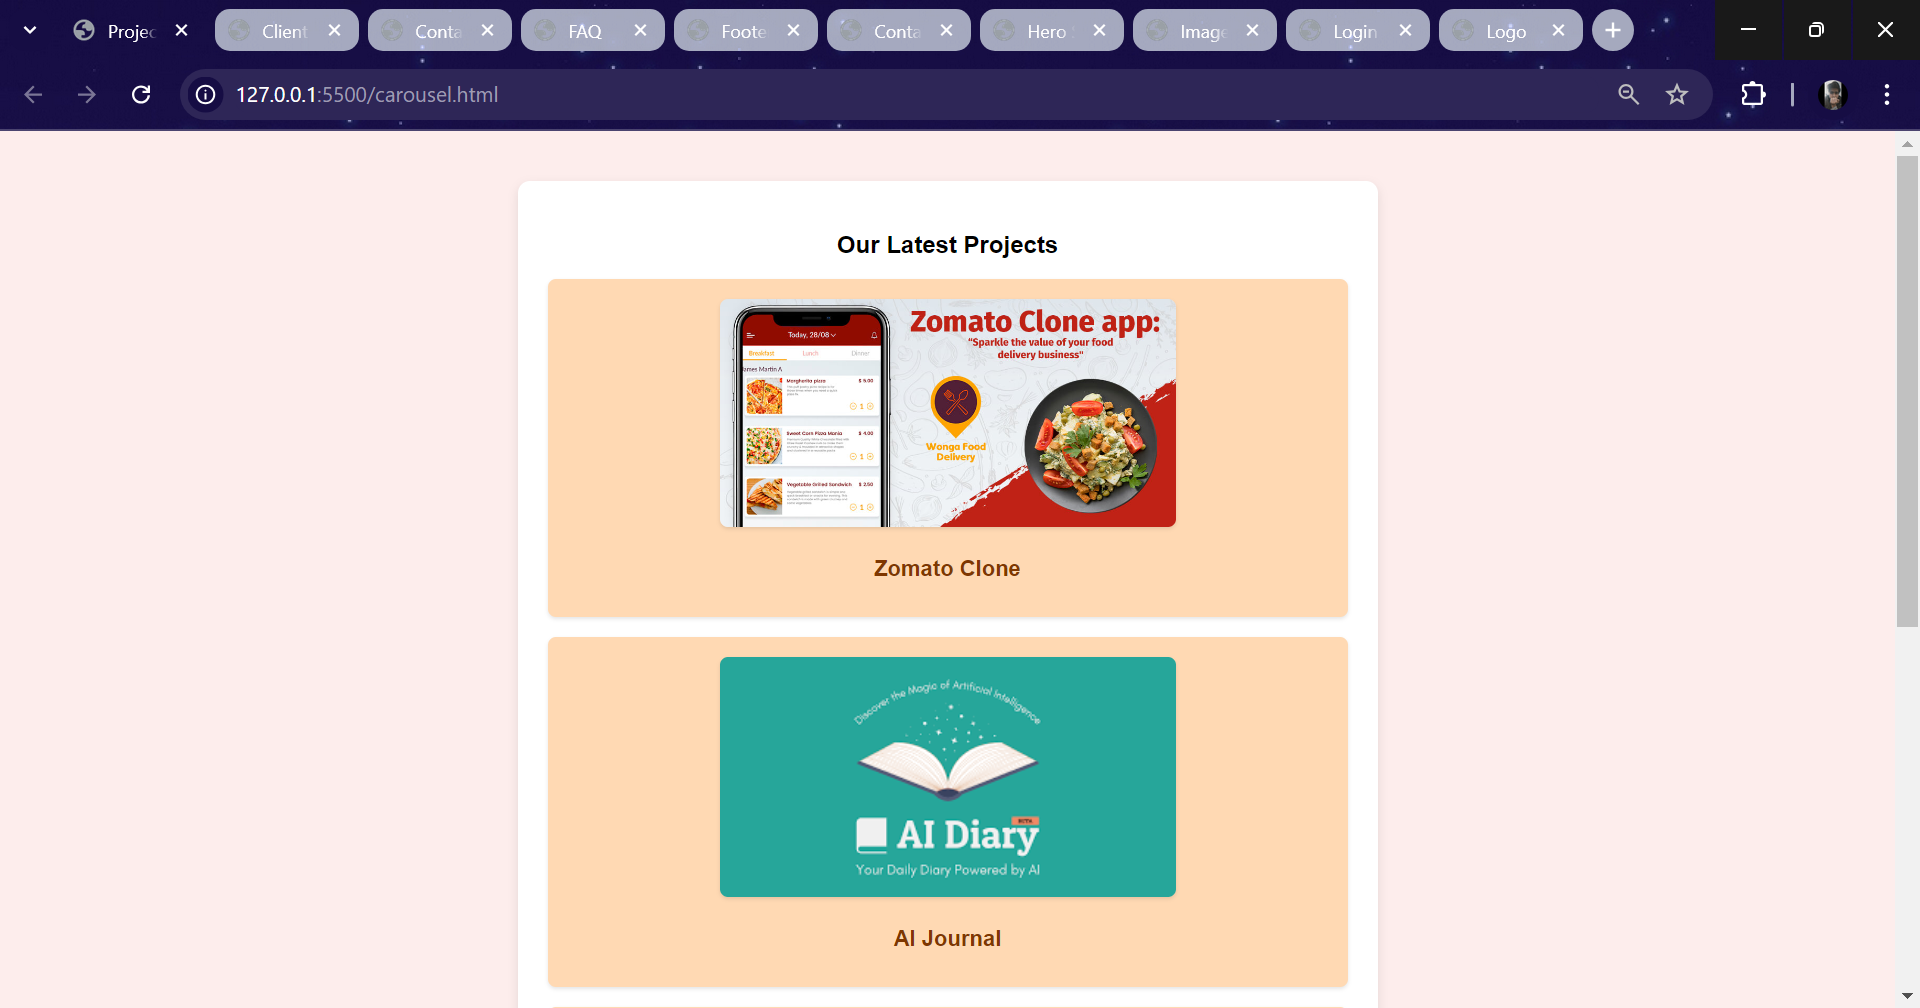 Projec
Client
Conta
FAQ
Foote
Conta
Hero
Image
Login
Logo
127.0.0.1:5500/carousel.html
Our Latest Projects
Today, 28/08
Breakfast Lunch Dinner
James Martin A
Margherita pizza $ 5.00
1
Sweet Corn Pizza Mania $ 4.00
1
Vegetable Grilled Sandwich $ 2.50
1
Zomato Clone app:
"Sparkle the value of your food
delivery business"
Wonga Food
Delivery
Zomato Clone
Discover the Magic of Artificial Intelligence
BETA
AI Diary
Your Daily Diary Powered by AI
AI Journal